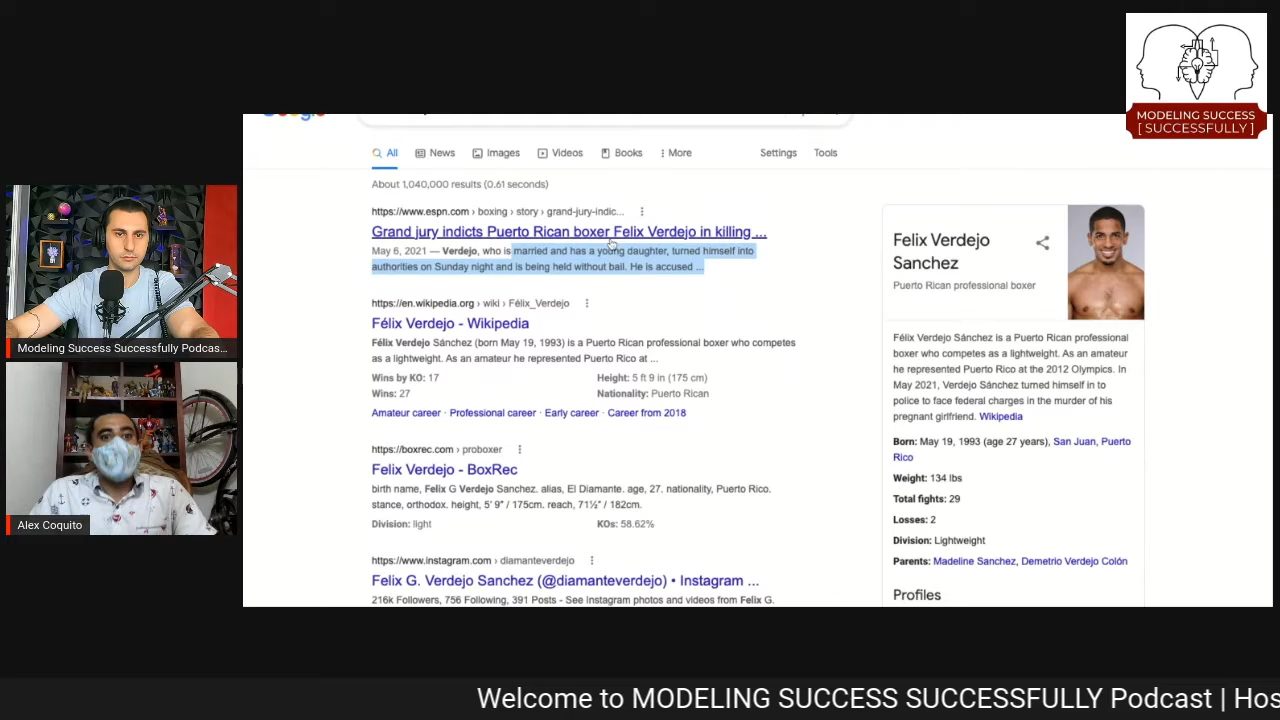 MODELING SUCCESS
[ SUCCESSFULLY ]
All
News
Images
Videos
Books
More
Settings
Tools
About 1,040,000 results (0.61 seconds)
https://www.espn.com › boxing › story › grand-jury-indic...
Grand jury indicts Puerto Rican boxer Felix Verdejo in killing ...
May 6, 2021 — Verdejo, who is married and has a young daughter, turned himself into
authorities on Sunday night and is being held without bail. He is accused ...
https://en.wikipedia.org › wiki › Félix_Verdejo
Félix Verdejo - Wikipedia
Félix Verdejo Sánchez (born May 19, 1993) is a Puerto Rican professional boxer who competes
as a lightweight. As an amateur he represented Puerto Rico at ...
Wins by KO: 17
Height: 5 ft 9 in (175 cm)
Wins: 27
Nationality: Puerto Rican
Amateur career · Professional career · Early career · Career from 2018
https://boxrec.com › proboxer
Felix Verdejo - BoxRec
birth name, Felix G Verdejo Sanchez. alias, El Diamante. age, 27. nationality, Puerto Rico.
stance, orthodox. height, 5′ 9″ / 175cm. reach, 71½″ / 182cm.
Division: light
KOs: 58.62%
https://www.instagram.com › diamanteverdejo
Felix G. Verdejo Sanchez (@diamanteverdejo) • Instagram ...
216k Followers, 756 Following, 391 Posts - See Instagram photos and videos from Felix G.
Felix Verdejo
Sanchez
Puerto Rican professional boxer
Félix Verdejo Sánchez is a Puerto Rican professional
boxer who competes as a lightweight. As an amateur
he represented Puerto Rico at the 2012 Olympics. In
May 2021, Verdejo Sánchez turned himself in to
police to face federal charges in the murder of his
pregnant girlfriend. Wikipedia
Born: May 19, 1993 (age 27 years), San Juan, Puerto
Rico
Weight: 134 lbs
Total fights: 29
Losses: 2
Division: Lightweight
Parents: Madeline Sanchez, Demetrio Verdejo Colón
Profiles
Modeling Success Successfully Podcas...
Alex Coquito
Welcome to MODELING SUCCESS SUCCESSFULLY Podcast | Hos